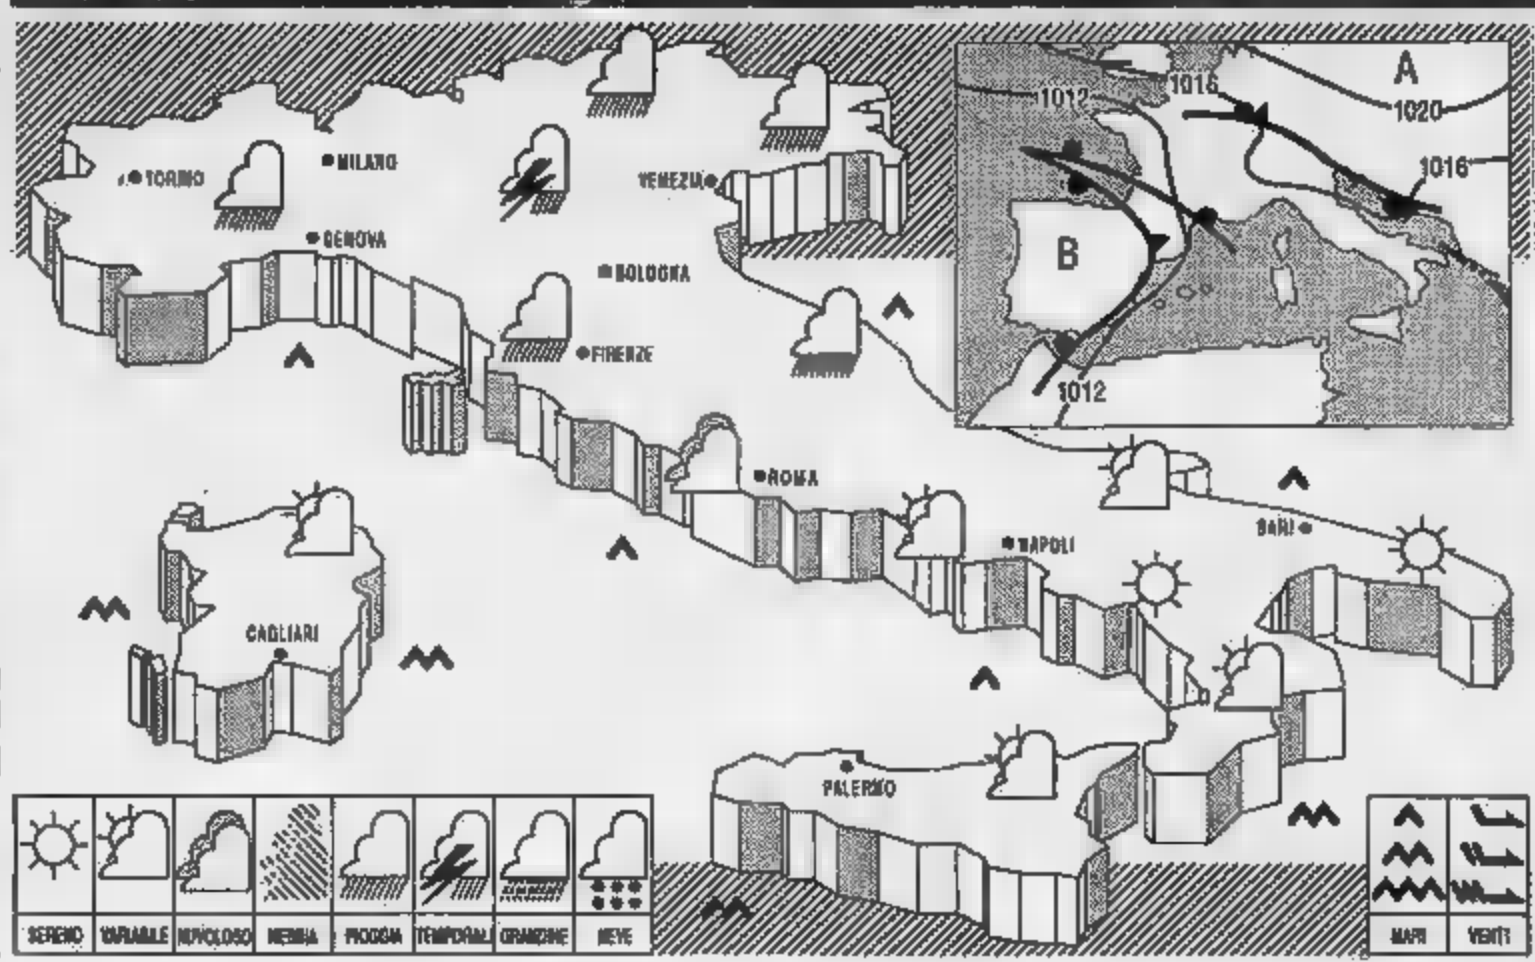 A
1016
1012
1020
1016
B
1012
TORINO
MILANO
VENEZIA
GENOVA
BOLOGNA
FIRENZE
ROMA
NAPOLI
BARI
CAGLIARI
PALERMO
SERENO VARIABILE NUVOLOSO NEBBIA PIOGGIA TEMPORALI GRANDINE NEVE
MARI VENTI